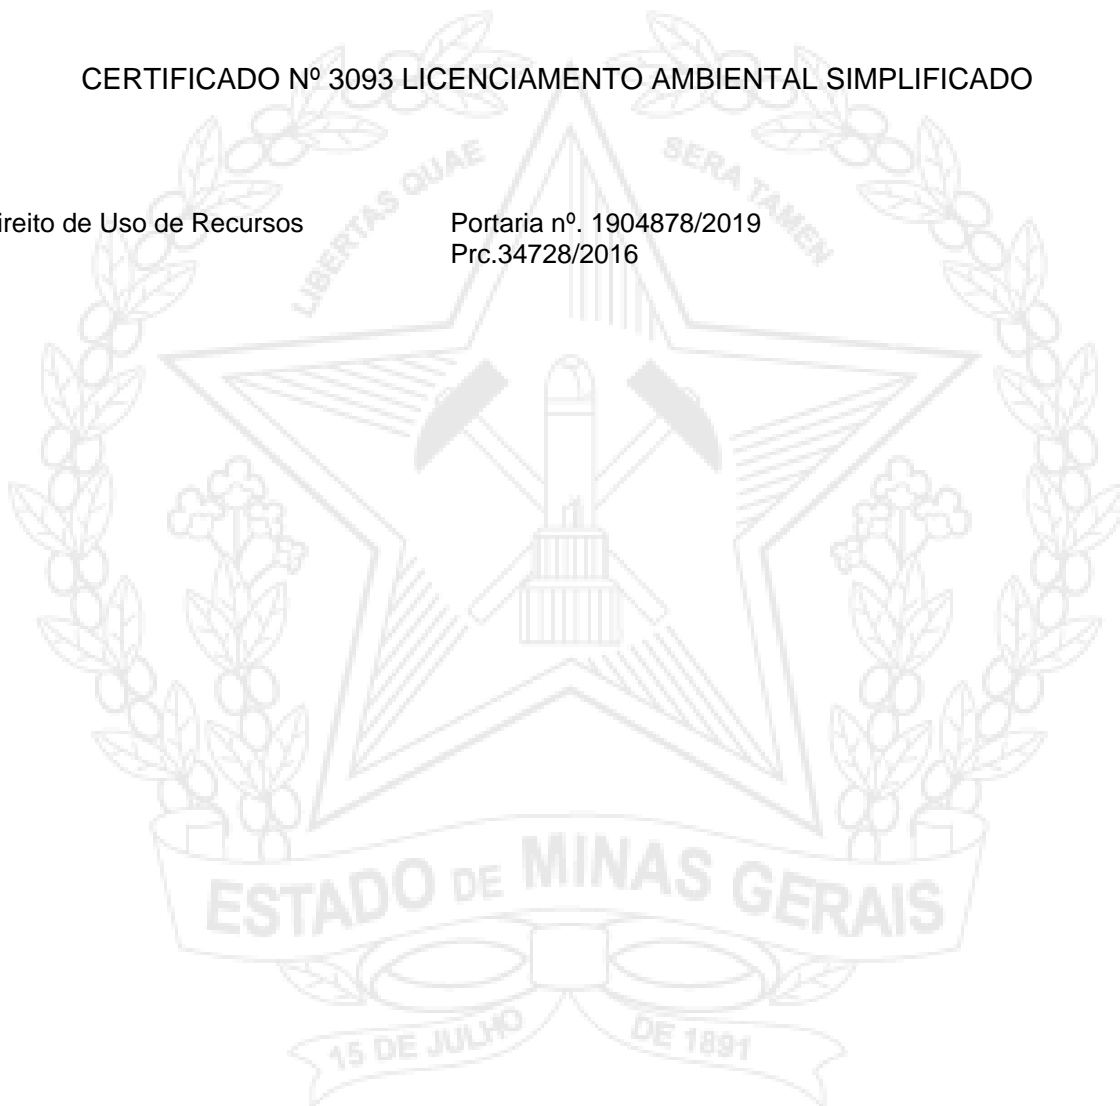 CERTIFICADO Nº 3093 LICENCIAMENTO AMBIENTAL SIMPLIFICADO
LIBERTAS QUAE SERA TAMEN
ireito de Uso de Recursos
Portaria nº. 1904878/2019
Prc.34728/2016
ESTADO DE MINAS GERAIS
15 DE JULHO DE 1891